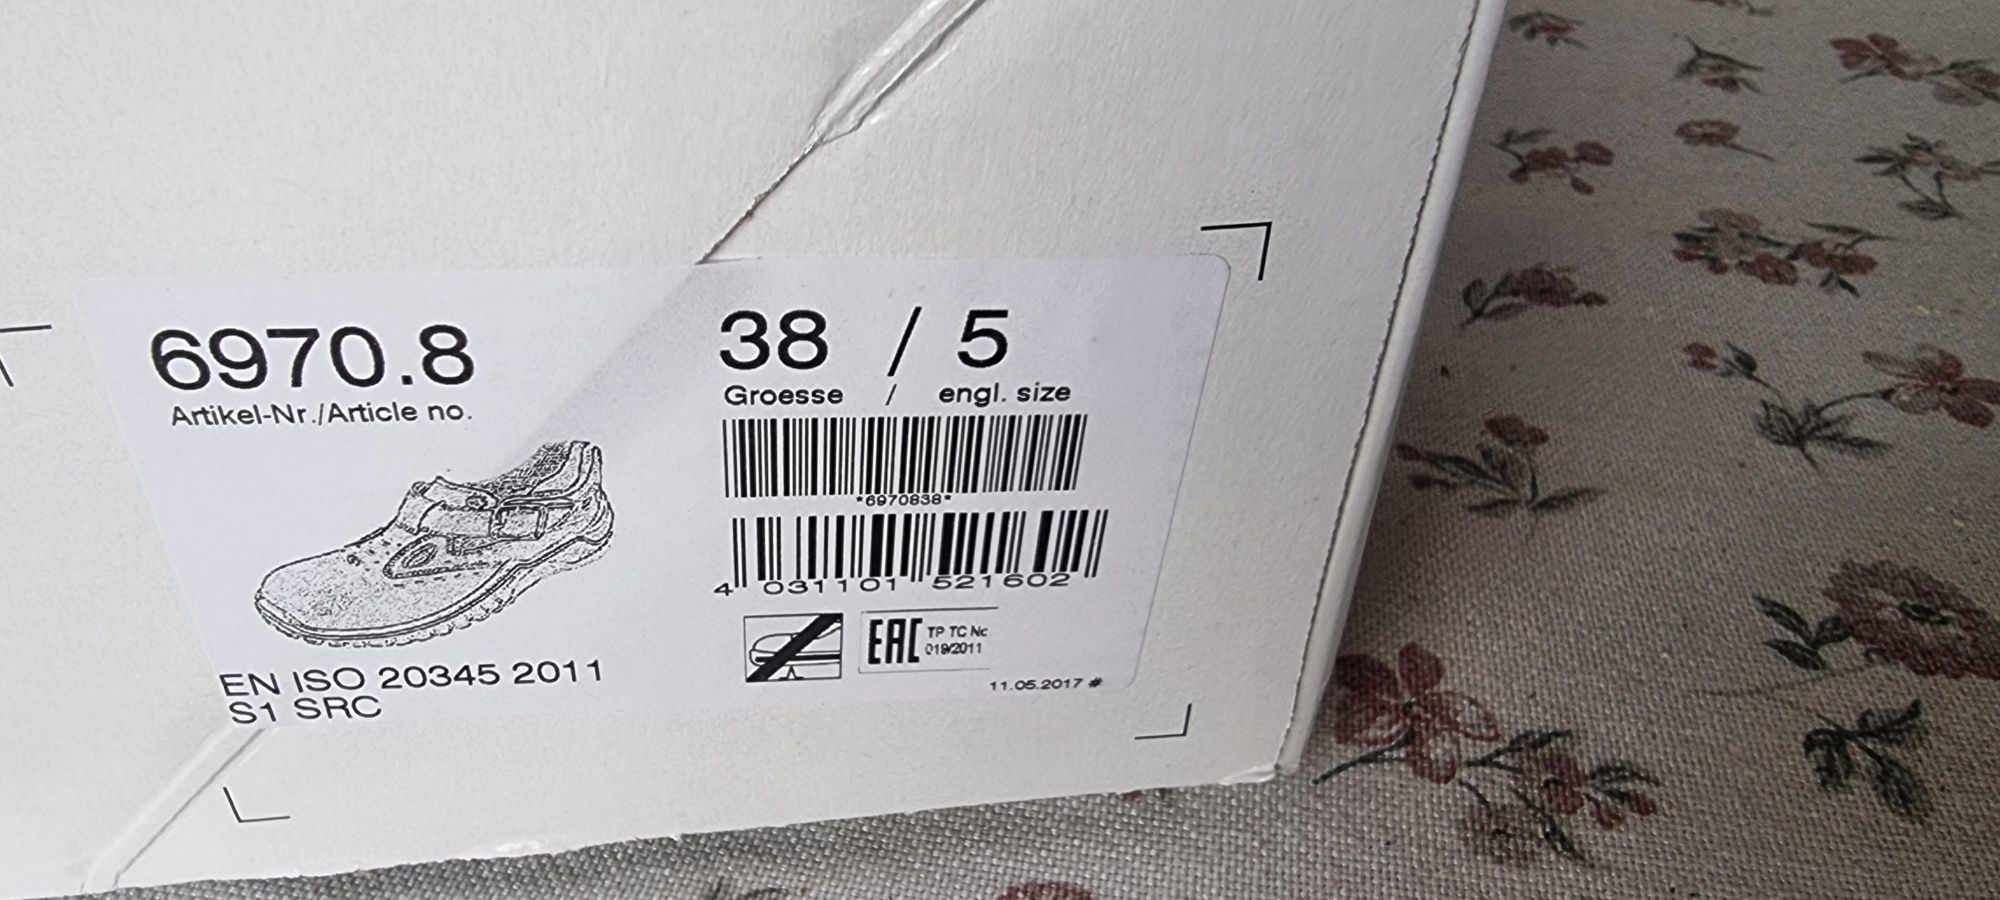 6970.8
Artikel-Nr./Article no.
38 / 5
Groesse / engl. size
*6970838*
4 031101 521602
EAC
TP TC Nc
019/2011
11.05.2017 #
EN ISO 20345 2011
S1 SRC